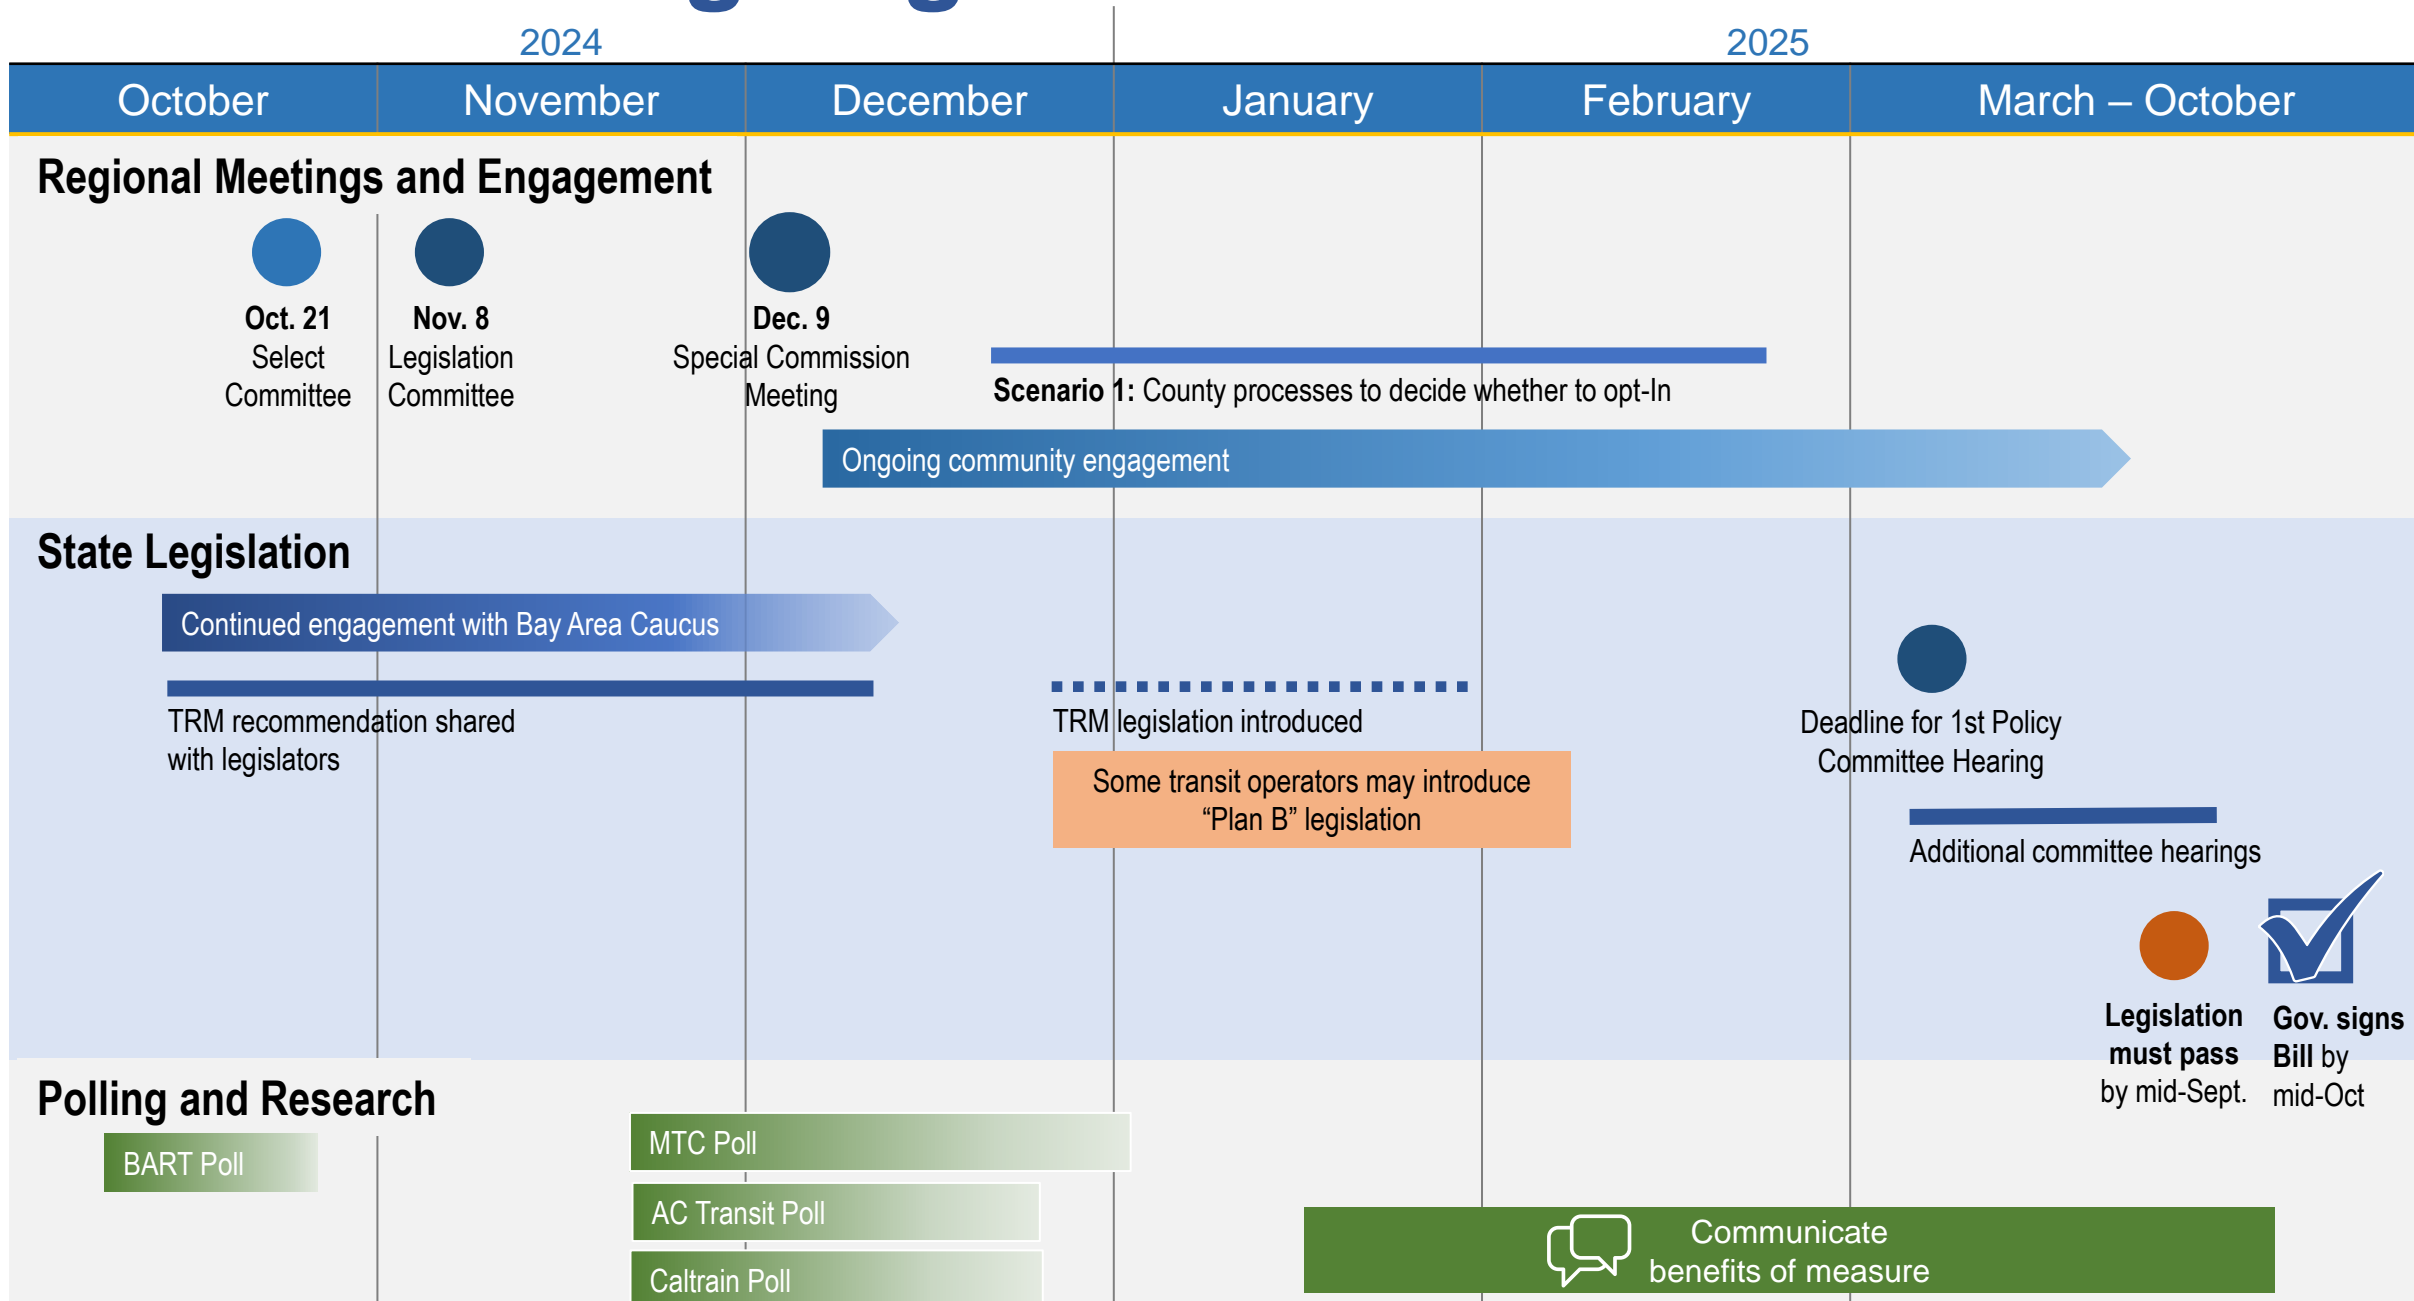 2024
2025
October
November
December
January
February
March – October
Regional Meetings and Engagement
Oct. 21
Select
Committee
Nov. 8
Legislation
Committee
Dec. 9
Special Commission
Meeting
Scenario 1: County processes to decide whether to opt-In
Ongoing community engagement
State Legislation
Continued engagement with Bay Area Caucus
TRM recommendation shared
with legislators
TRM legislation introduced
Some transit operators may introduce
“Plan B” legislation
Deadline for 1st Policy
Committee Hearing
Additional committee hearings
Legislation
must pass
by mid-Sept.
Gov. signs
Bill by
mid-Oct
Polling and Research
BART Poll
MTC Poll
AC Transit Poll
Caltrain Poll
Communicate
benefits of measure